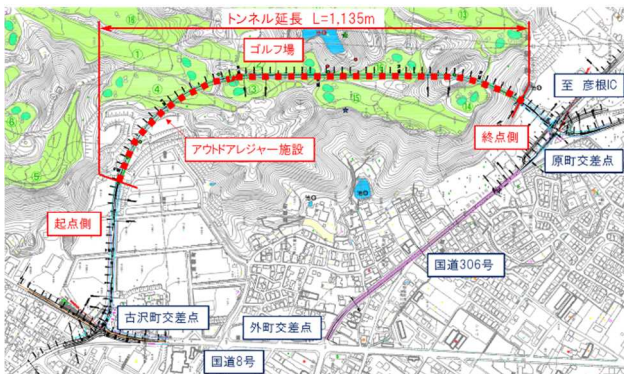 トンネル延長 L=1,135m
ゴルフ場
至 彦根IC
アウトドアレジャー施設
終点側
原町交差点
起点側
国道306号
古沢町交差点
外町交差点
国道8号